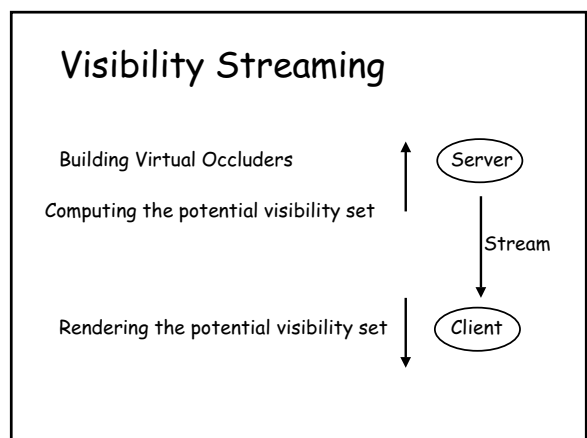 Visibility Streaming
Building Virtual Occluders
Server
Computing the potential visibility set
Stream
Rendering the potential visibility set
Client